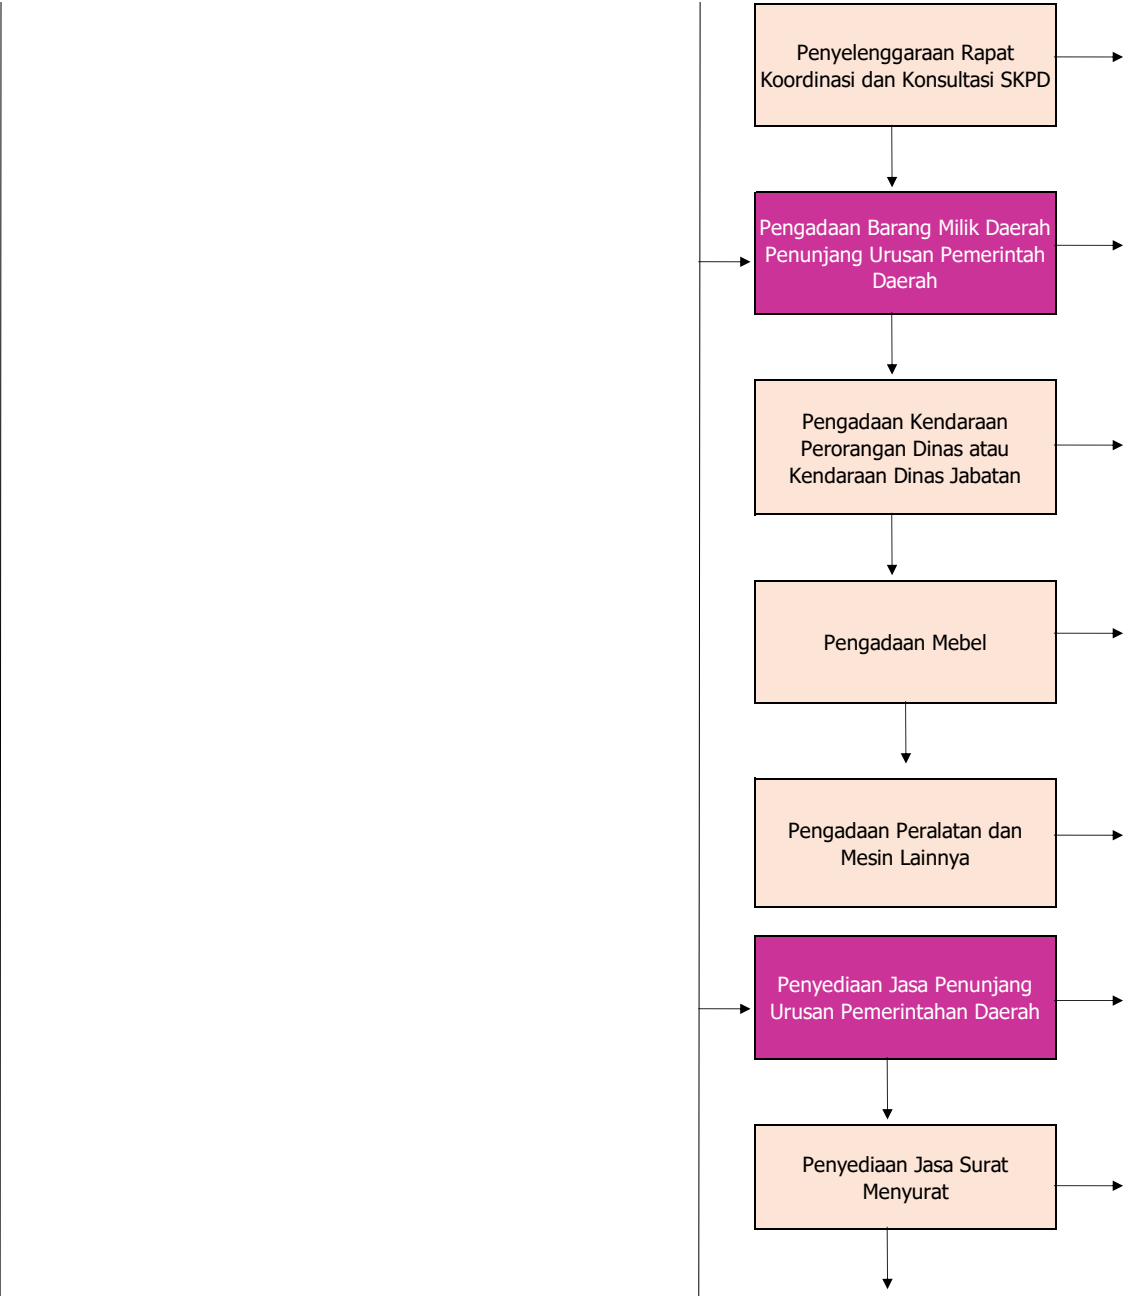 Penyelenggaraan Rapat
Koordinasi dan Konsultasi SKPD
Pengadaan Barang Milik Daerah
Penunjang Urusan Pemerintah
Daerah
Pengadaan Kendaraan
Perorangan Dinas atau
Kendaraan Dinas Jabatan
Pengadaan Mebel
Pengadaan Peralatan dan
Mesin Lainnya
Penyediaan Jasa Penunjang
Urusan Pemerintahan Daerah
Penyediaan Jasa Surat
Menyurat